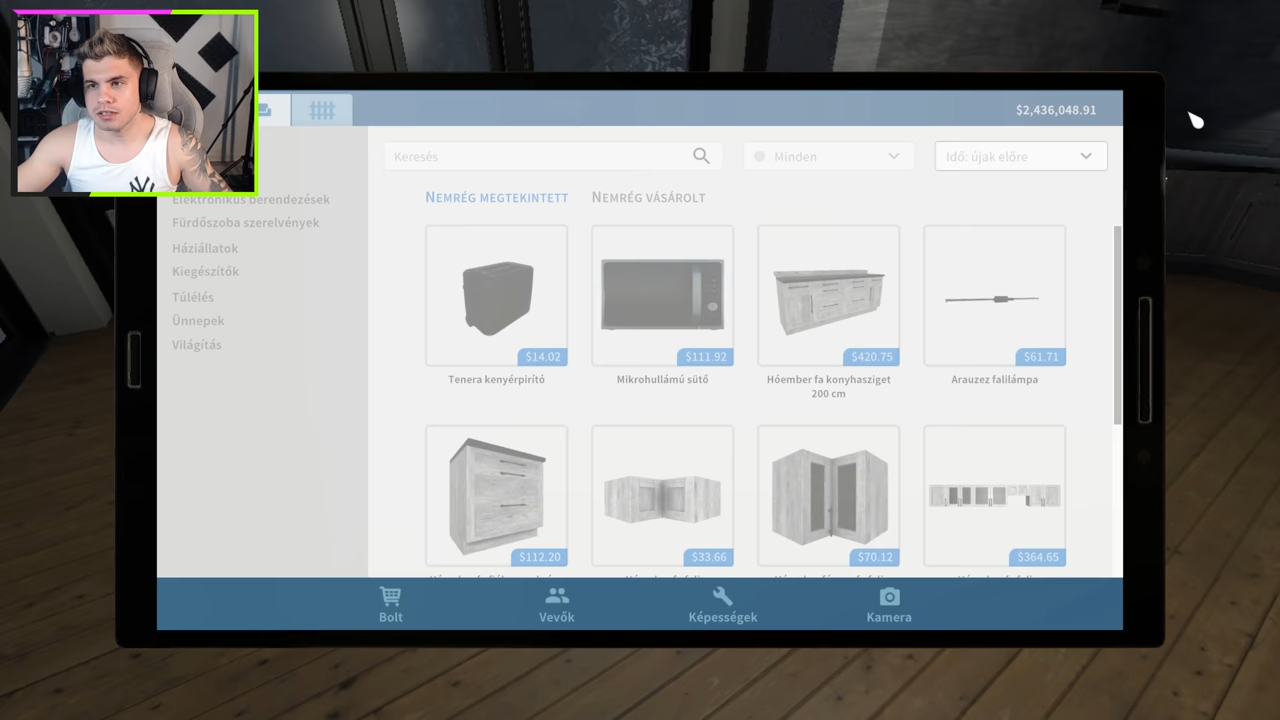 $2,436,048.91
Keresés
Minden
Idő: újak előre
Elektronikus berendezések
Fürdőszoba szerelvények
Háziállatok
Kiegészítők
Túlélés
Ünnepek
Világítás
NEMRÉG MEGTEKINTETT
NEMRÉG VÁSÁROLT
$14.02
$111.92
$420.75
$61.71
Tenera kenyérpirító
Mikrohullámú sütő
Hóember fa konyhasziget
200 cm
Arauzez falilámpa
$112.20
$33.66
$70.12
$364.65
Bolt
Vevők
Képességek
Kamera